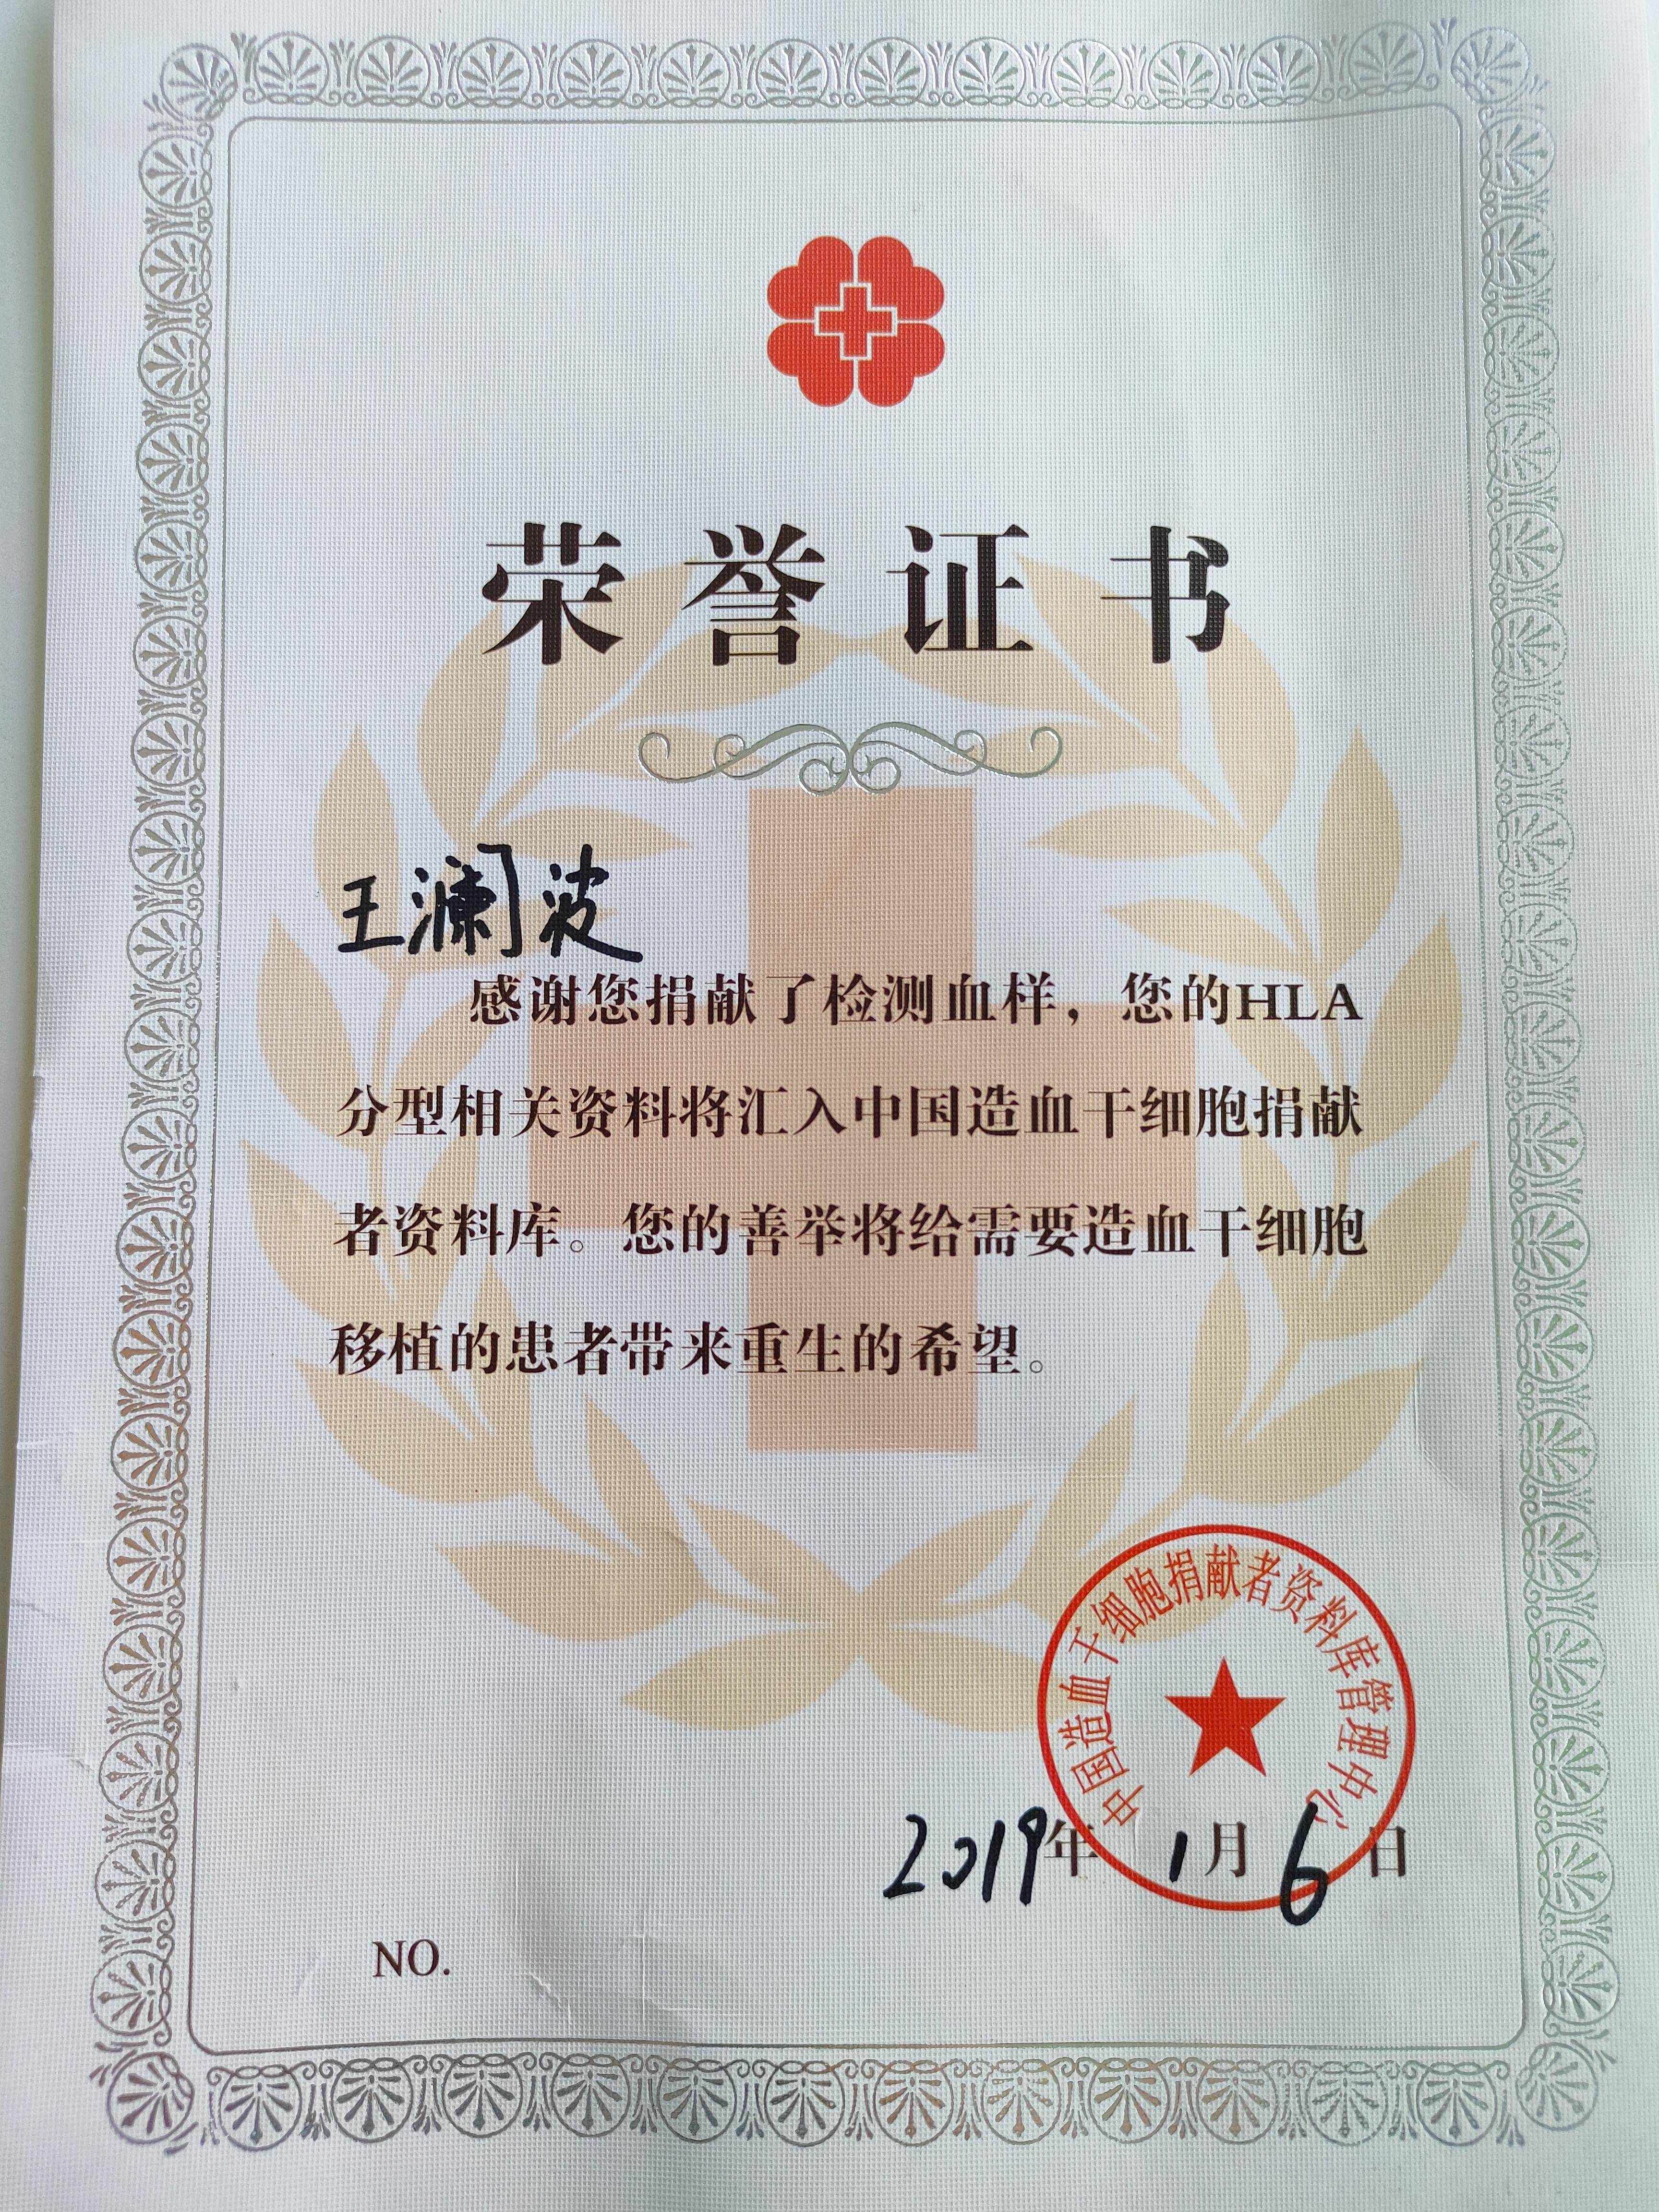 荣誉证书
王澜波
感谢您捐献了检测血样，您的HLA
分型相关资料将汇入中国造血干细胞捐献
者资料库。您的善举将给需要造血干细胞
移植的患者带来重生的希望。
中国造血干细胞捐献者资料库管理中心
2019年1月6日
NO.